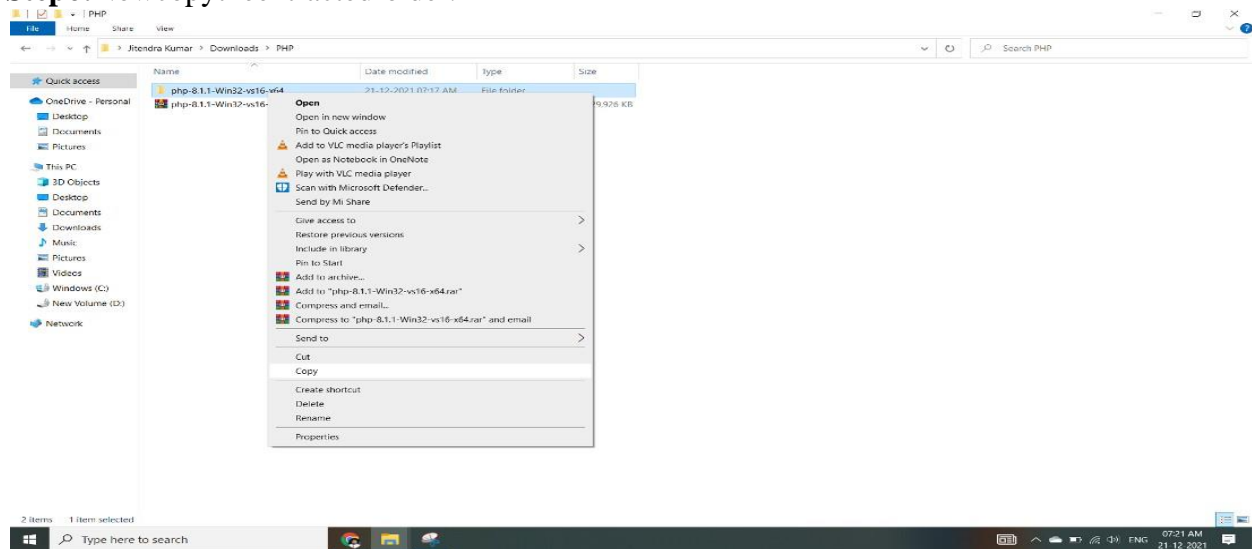 PHP
File Home Share View
Jitendra Kumar > Downloads > PHP
Search PHP
Name Date modified Type Size
Quick access
php-8.1.1-Win32-vs16-x64 21-12-2021 07:17 AM File folder
php-8.1.1-Win32-vs16- 29,926 KB
OneDrive - Personal
Desktop
Documents
Pictures
This PC
3D Objects
Desktop
Documents
Downloads
Music
Pictures
Videos
Windows (C:)
New Volume (D:)
Network
Open
Open in new window
Pin to Quick access
Add to VLC media player's Playlist
Open as Notebook in OneNote
Play with VLC media player
Scan with Microsoft Defender...
Send by Mi Share
Give access to
Restore previous versions
Include in library
Pin to Start
Add to archive...
Add to "php-8.1.1-Win32-vs16-x64.rar"
Compress and email...
Compress to "php-8.1.1-Win32-vs16-x64.rar" and email
Send to
Cut
Copy
Create shortcut
Delete
Rename
Properties
2 items 1 item selected
Type here to search
ENG 07:21 AM
21-12-2021